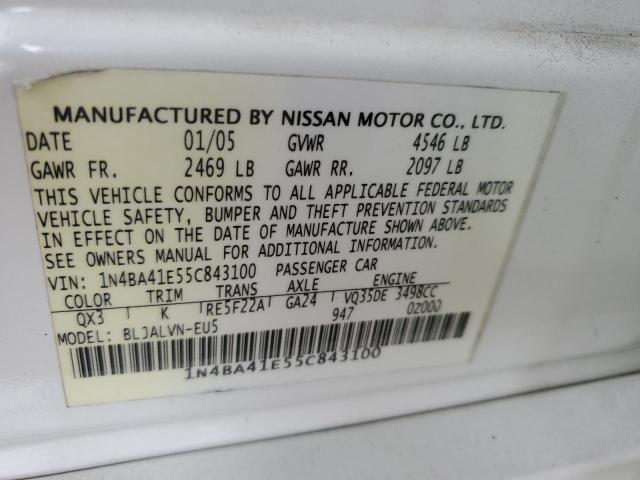 MANUFACTURED BY NISSAN MOTOR CO., LTD.
DATE 01/05 GVWR 4546 LB
GAWR FR. 2469 LB GAWR RR. 2097 LB
THIS VEHICLE CONFORMS TO ALL APPLICABLE FEDERAL MOTOR
VEHICLE SAFETY, BUMPER AND THEFT PREVENTION STANDARDS
IN EFFECT ON THE DATE OF MANUFACTURE SHOWN ABOVE.
SEE OWNERS MANUAL FOR ADDITIONAL INFORMATION.
VIN: 1N4BA41E55C843100 PASSENGER CAR
COLOR TRIM TRANS AXLE ENGINE
QX3 K RE5F22A GA24 VQ35DE 3498CC
MODEL: BLJALVN-EU5 947 0Z000
1N4BA41E55C843100